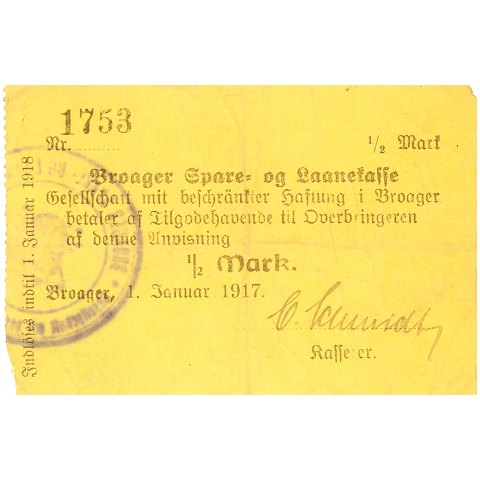 1753
Nr. ......... 1/2 Mark
Broager Spare- og Laanekasse
Gesellschaft mit beschränkter Haftung i Broager
betaler af Tilgodehavende til Overbringeren
af denne Anvisning
1/2 Mark.
Broager, 1. Januar 1917.
C. Schmidt
Kasserer.
Indlöses indtil 1. Januar 1918